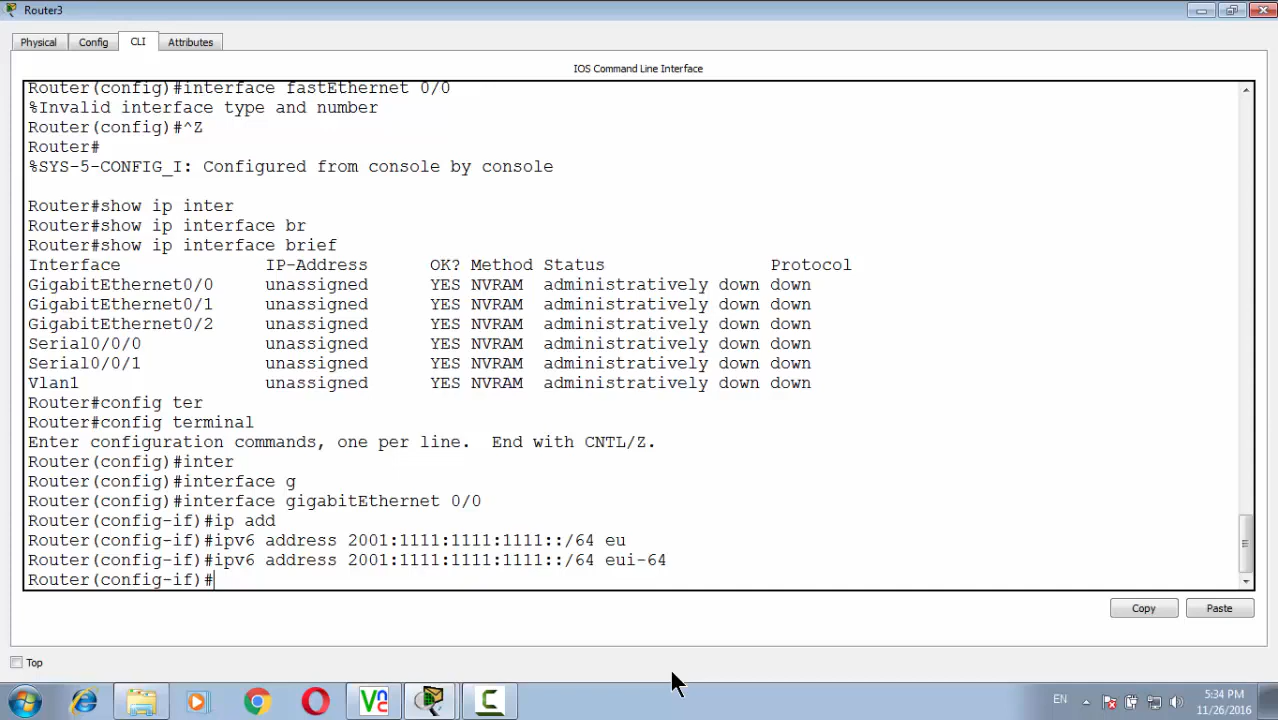 Router3
Physical Config CLI Attributes
IOS Command Line Interface
Router(config)#interface fastEthernet 0/0
%Invalid interface type and number
Router(config)#^Z
Router#
%SYS-5-CONFIG_I: Configured from console by console
Router#show ip inter
Router#show ip interface br
Router#show ip interface brief
Interface IP-Address OK? Method Status Protocol
GigabitEthernet0/0 unassigned YES NVRAM administratively down down
GigabitEthernet0/1 unassigned YES NVRAM administratively down down
GigabitEthernet0/2 unassigned YES NVRAM administratively down down
Serial0/0/0 unassigned YES NVRAM administratively down down
Serial0/0/1 unassigned YES NVRAM administratively down down
Vlan1 unassigned YES NVRAM administratively down down
Router#config ter
Router#config terminal
Enter configuration commands, one per line. End with CNTL/Z.
Router(config)#inter
Router(config)#interface g
Router(config)#interface gigabitEthernet 0/0
Router(config-if)#ip add
Router(config-if)#ipv6 address 2001:1111:1111:1111::/64 eu
Router(config-if)#ipv6 address 2001:1111:1111:1111::/64 eui-64
Router(config-if)#
Copy Paste
Top
EN 5:34 PM
11/26/2016